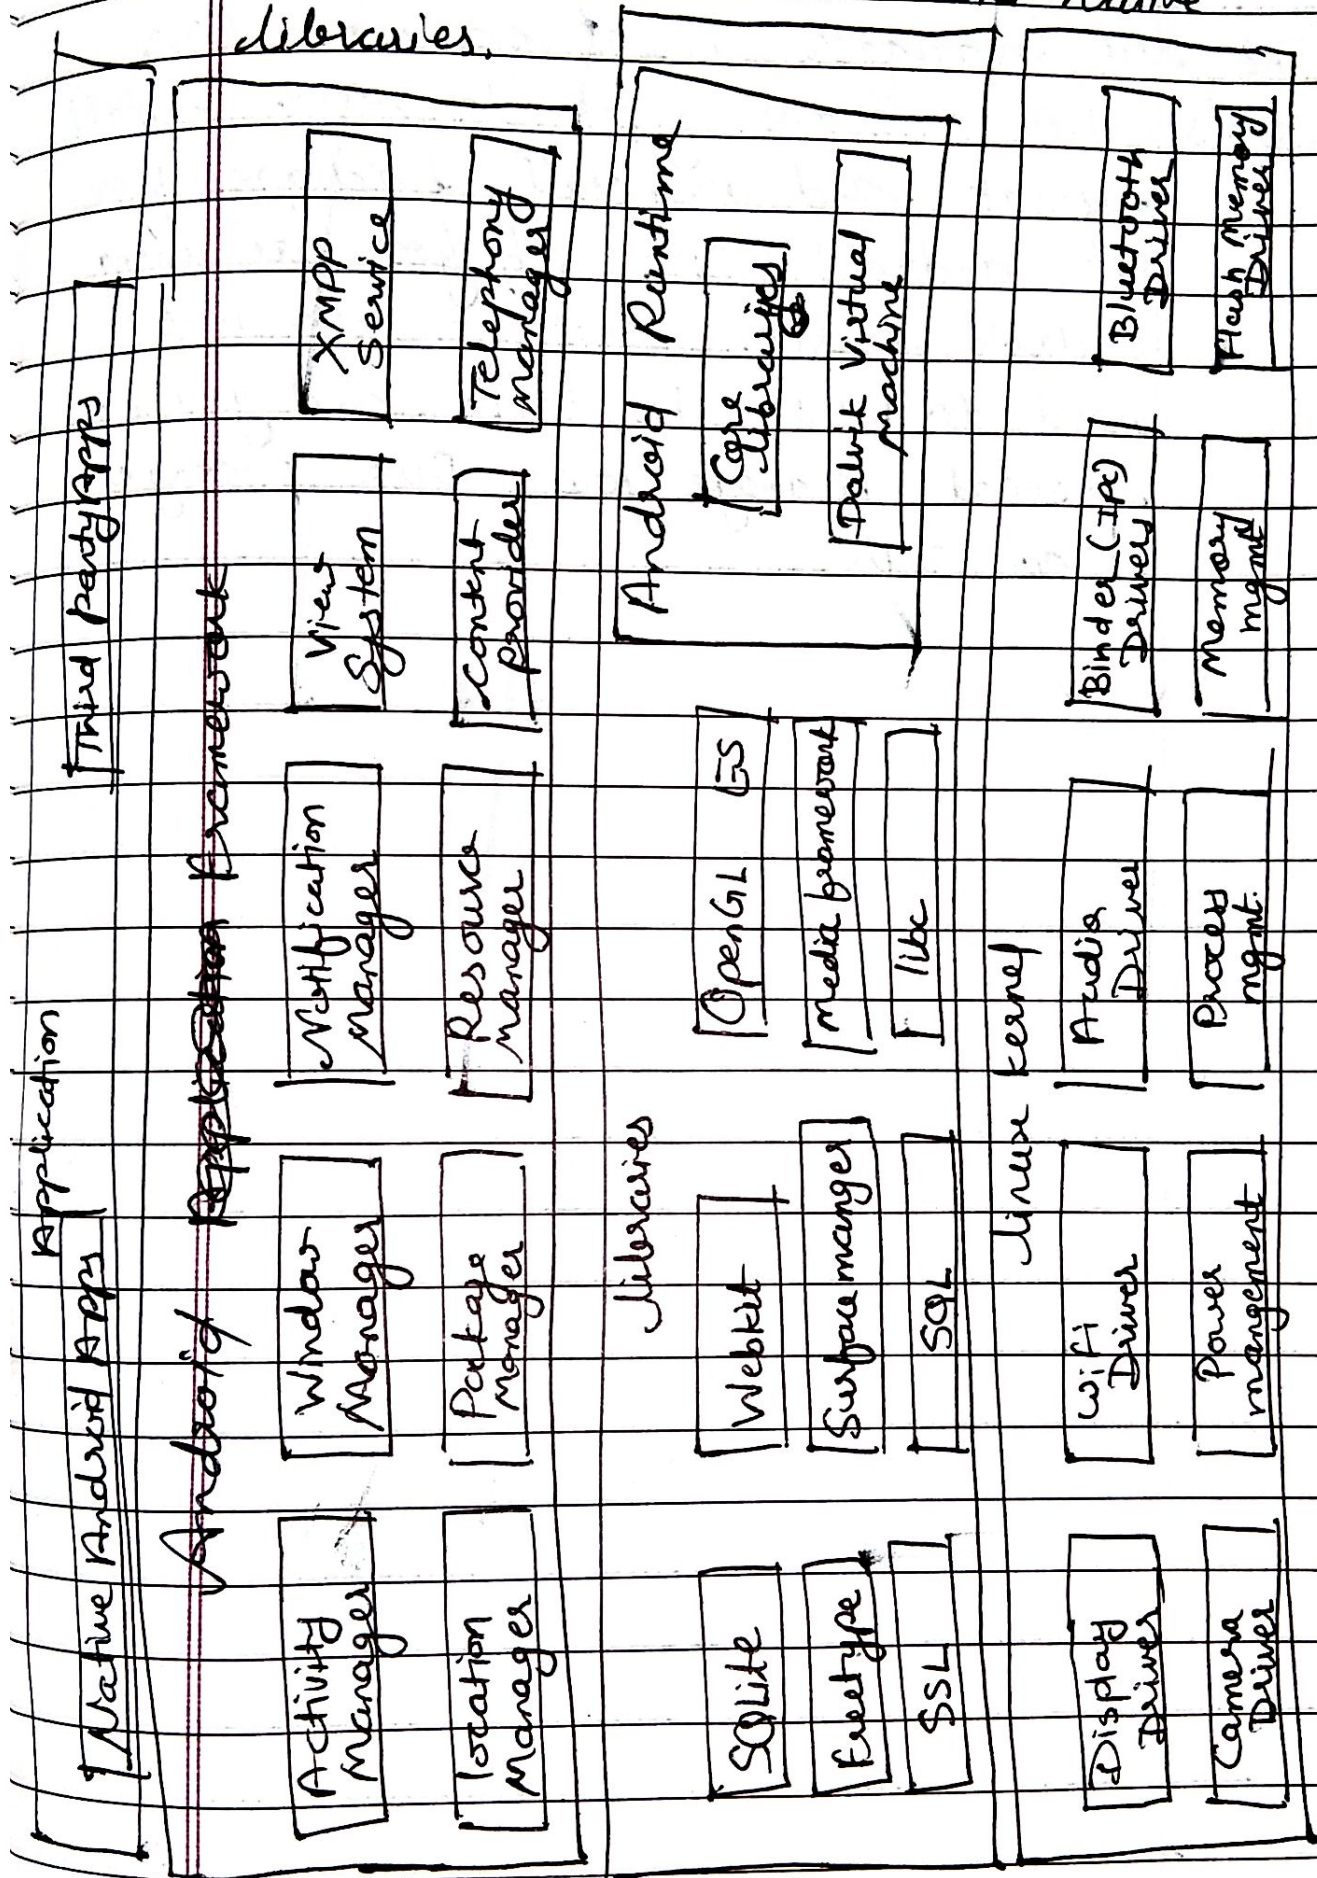 libraries.
Application
Native Android Apps
Third party Apps
Android Framework
Activity
Manager
Window
Manager
Notification
Manager
View
System
XMPP
Service
location
Manager
Package
Manager
Resource
Manager
Content
Provider
Telephony
Manager
libraries
SQLite
Webkit
OpenGL ES
Freetype
Surface manger
Media framework
SSL
SQL
libc
Android Runtime
Core
libraries
Dalvik Virtual
Machine
linux kernel
Display
Driver
Wifi
Driver
Audio
Driver
Binder (IPC)
Drivers
Bluetooth
Driver
Camera
Driver
Power
mangement
Process
mgmt.
Memory
mgmt
Flash Memory
Driver